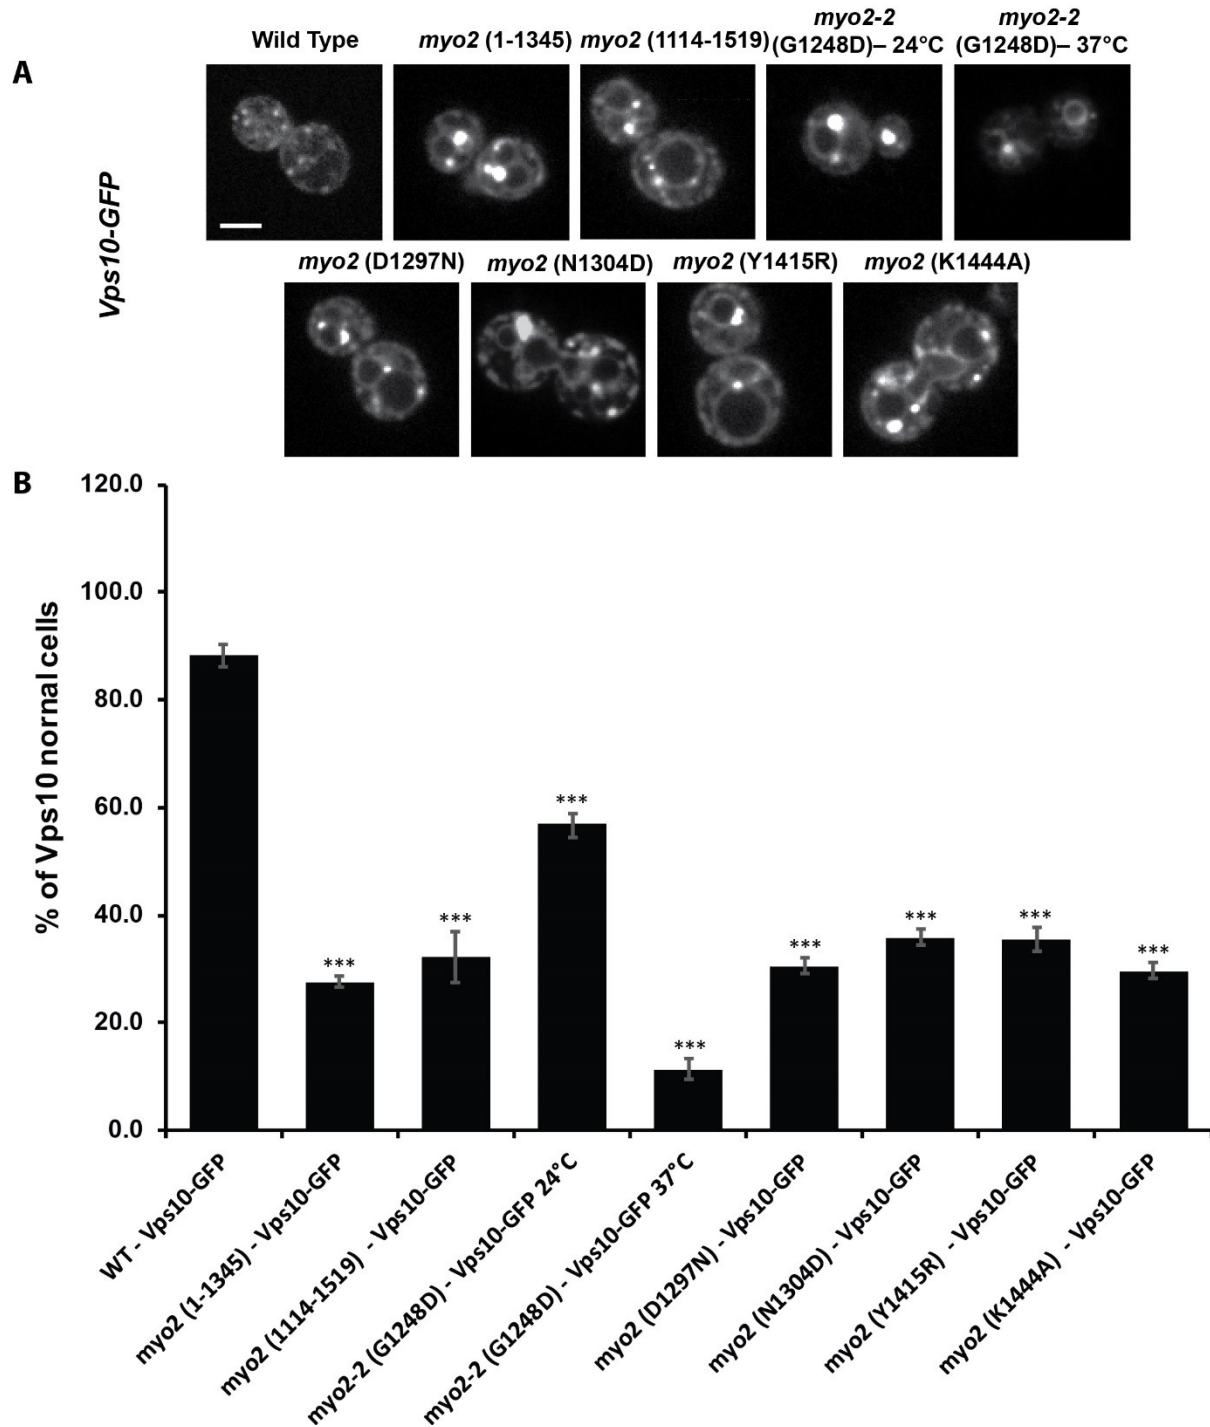 A
Vps10-GFP
Wild Type
myo2 (1-1345)
myo2 (1114-1519)
myo2-2
(G1248D)– 24°C
myo2-2
(G1248D)– 37°C
myo2 (D1297N)
myo2 (N1304D)
myo2 (Y1415R)
myo2 (K1444A)
B
% of Vps10 nornal cells
120.0
100.0
80.0
60.0
40.0
20.0
0.0
***
***
***
***
***
***
***
***
WT - Vps10-GFP
myo2 (1-1345) - Vps10-GFP
myo2 (1114-1519) - Vps10-GFP
myo2-2 (G1248D) - Vps10-GFP 24°C
myo2-2 (G1248D) - Vps10-GFP 37°C
myo2 (D1297N) - Vps10-GFP
myo2 (N1304D) - Vps10-GFP
myo2 (Y1415R) - Vps10-GFP
myo2 (K1444A) - Vps10-GFP